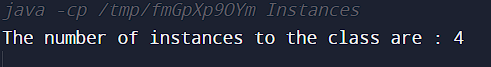 java -cp /tmp/fmGpXp9OYm Instances
The number of instances to the class are : 4